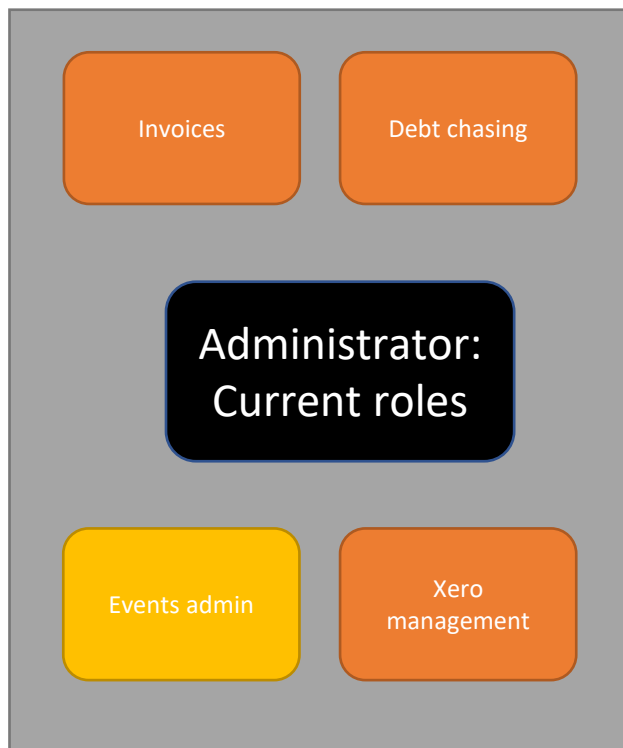 Invoices
Debt chasing
Administrator:
Current roles
Events admin
Xero
management